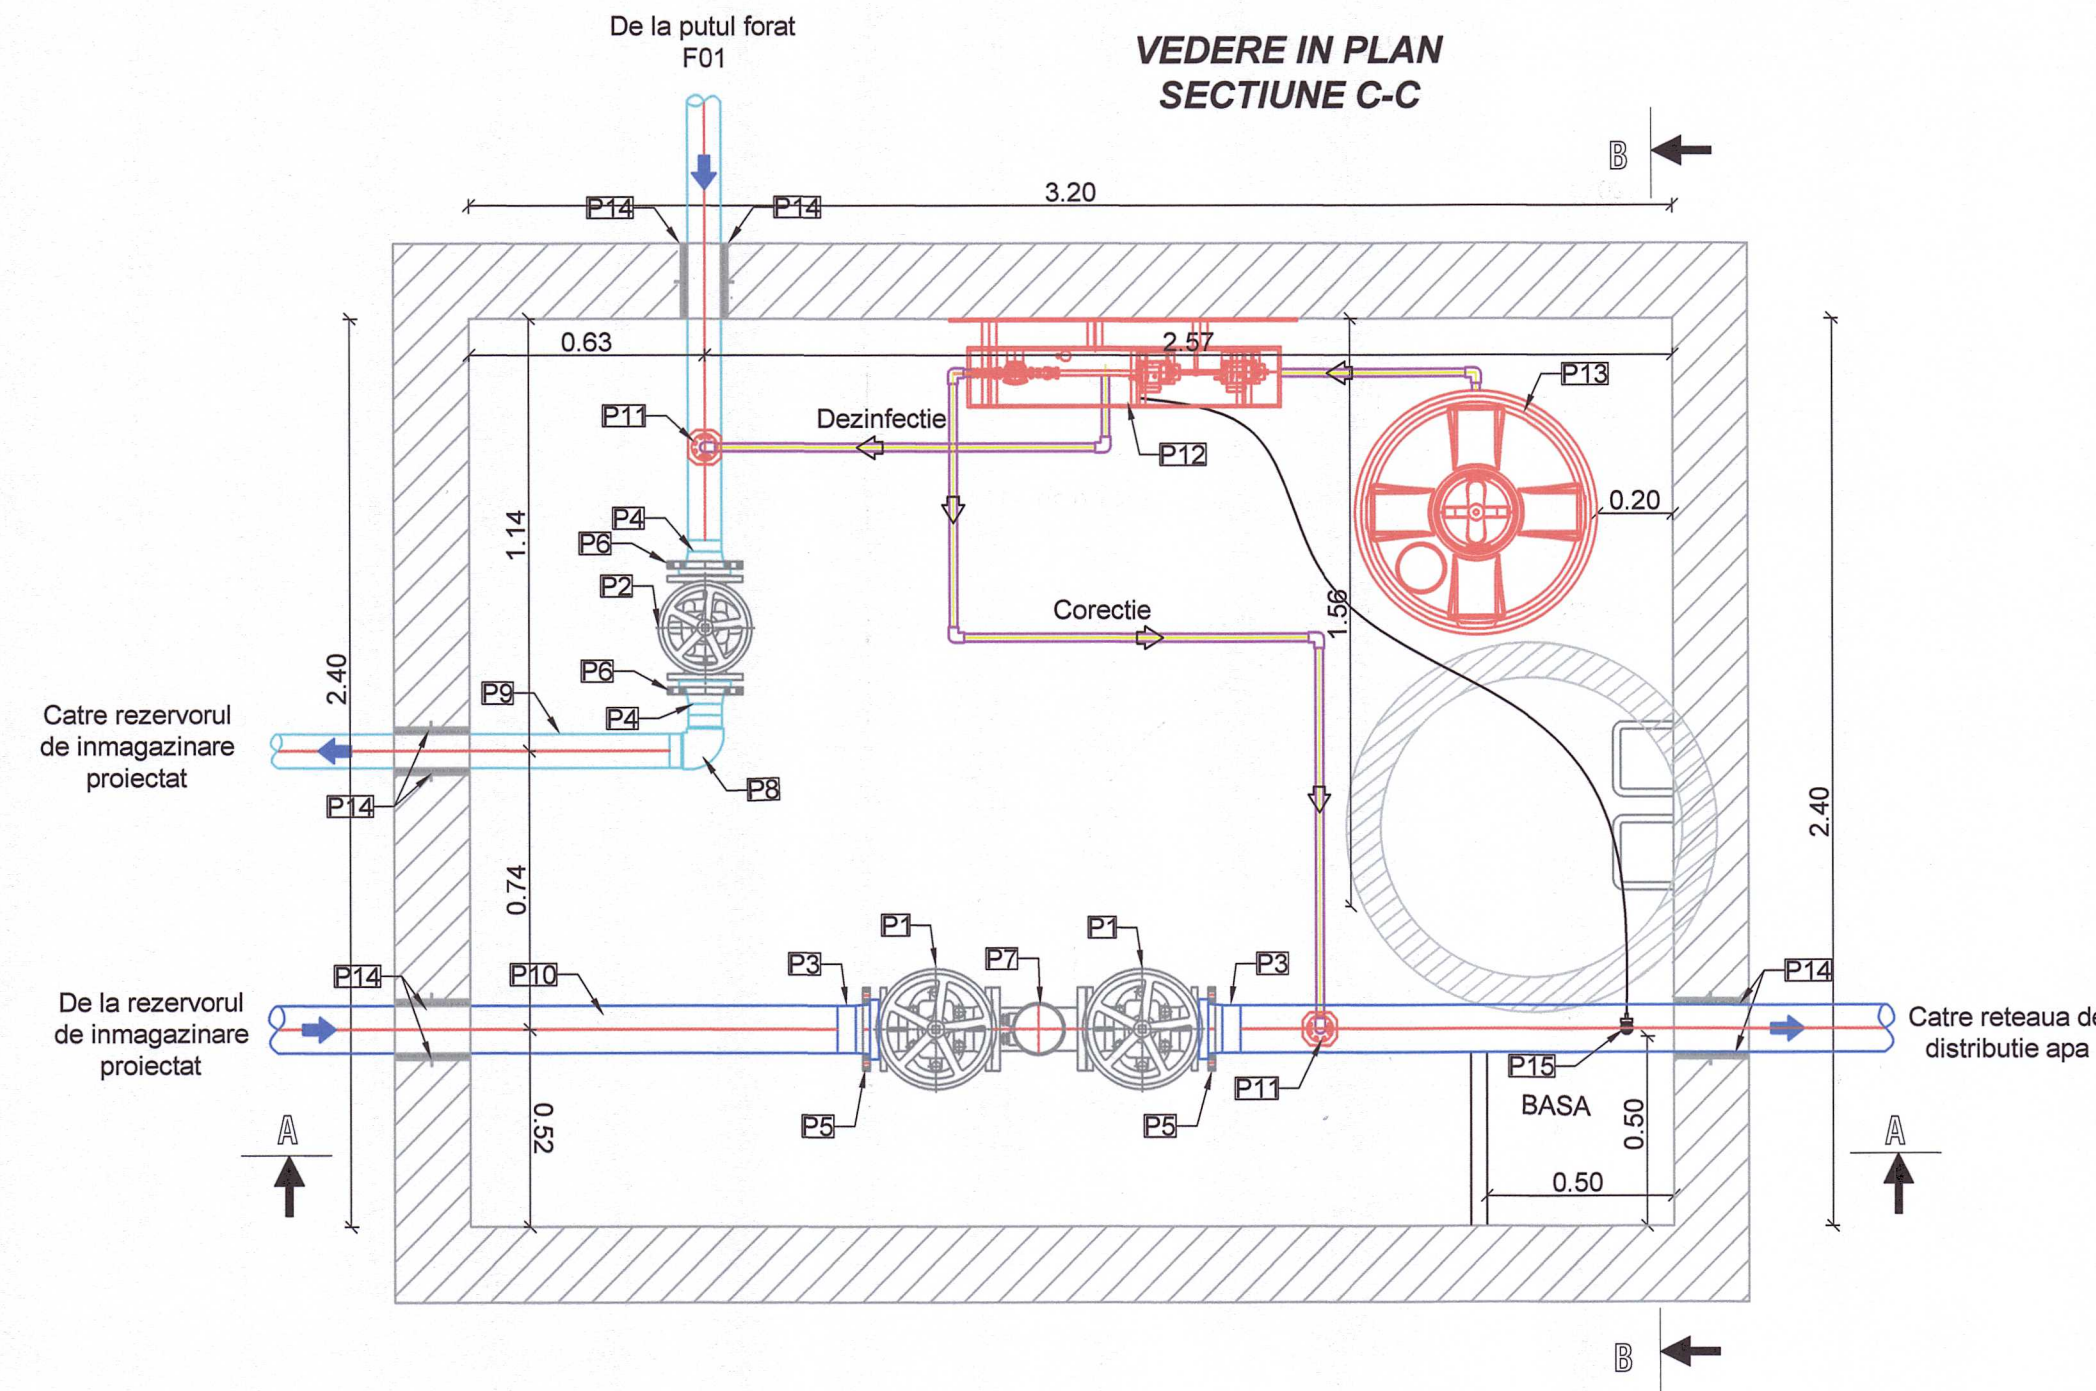 De la putul forat
F01
VEDERE IN PLAN
SECTIUNE C-C
B
3.20
P14
P14
0.63
2.57
P13
P11
Dezinfectie
P12
0.20
P4
1.14
P6
P2
Corectie
1.56
2.40
P6
P9
P4
Catre rezervorul
de inmagazinare
proiectat
P8
P14
2.40
0.74
P1
P1
P7
P3
P3
P14
P10
P14
De la rezervorul
de inmagazinare
proiectat
Catre reteaua de
distributie apa
P15
P11
BASA
P5
P5
0.52
0.50
A
A
0.50
B